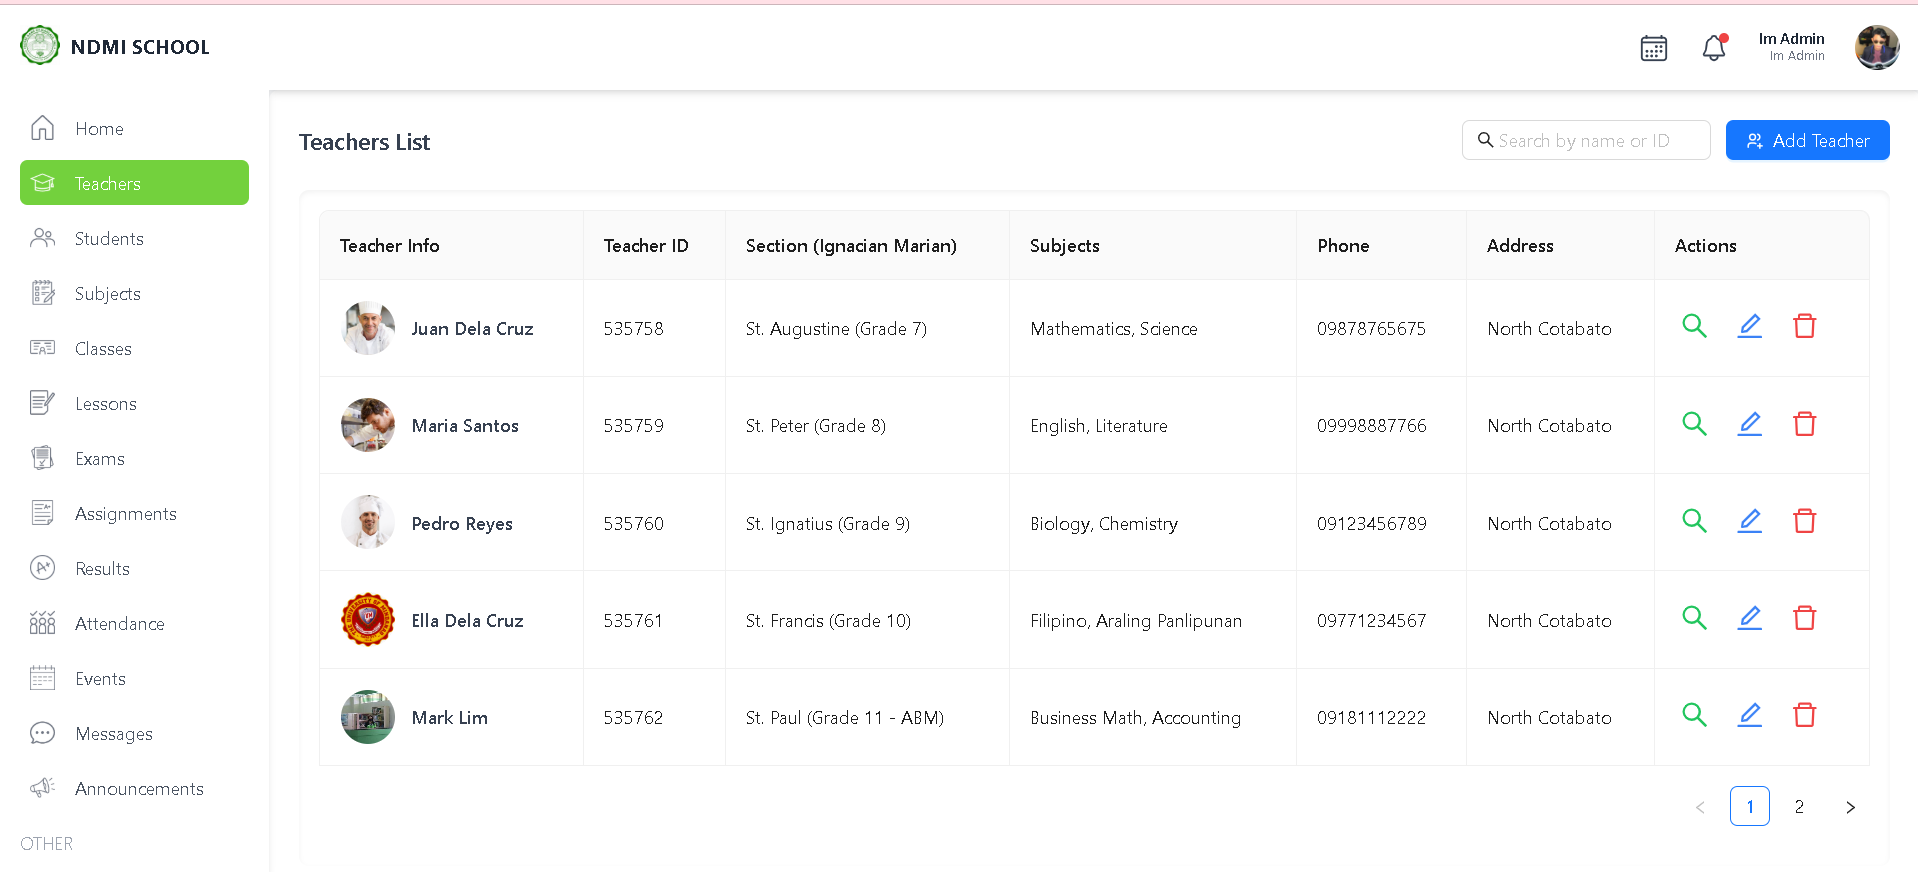 NDMI SCHOOL
Im Admin
Im Admin
Home
Teachers
Students
Subjects
Classes
Lessons
Exams
Assignments
Results
Attendance
Events
Messages
Announcements
OTHER
Teachers List
Search by name or ID
Add Teacher
Teacher Info Teacher ID Section (Ignacian Marian) Subjects Phone Address Actions
Juan Dela Cruz 535758 St. Augustine (Grade 7) Mathematics, Science 09878765675 North Cotabato
Maria Santos 535759 St. Peter (Grade 8) English, Literature 09998887766 North Cotabato
Pedro Reyes 535760 St. Ignatius (Grade 9) Biology, Chemistry 09123456789 North Cotabato
Ella Dela Cruz 535761 St. Francis (Grade 10) Filipino, Araling Panlipunan 09771234567 North Cotabato
Mark Lim 535762 St. Paul (Grade 11 - ABM) Business Math, Accounting 09181112222 North Cotabato
< 1 2 >